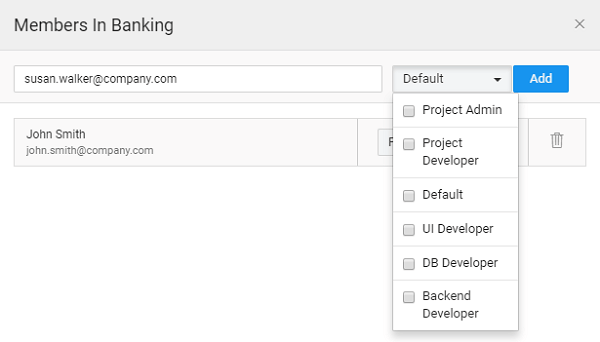 Members In Banking
susan.walker@company.com
Default
Add
John Smith
john.smith@company.com
Project Admin
Project
Developer
Default
UI Developer
DB Developer
Backend
Developer